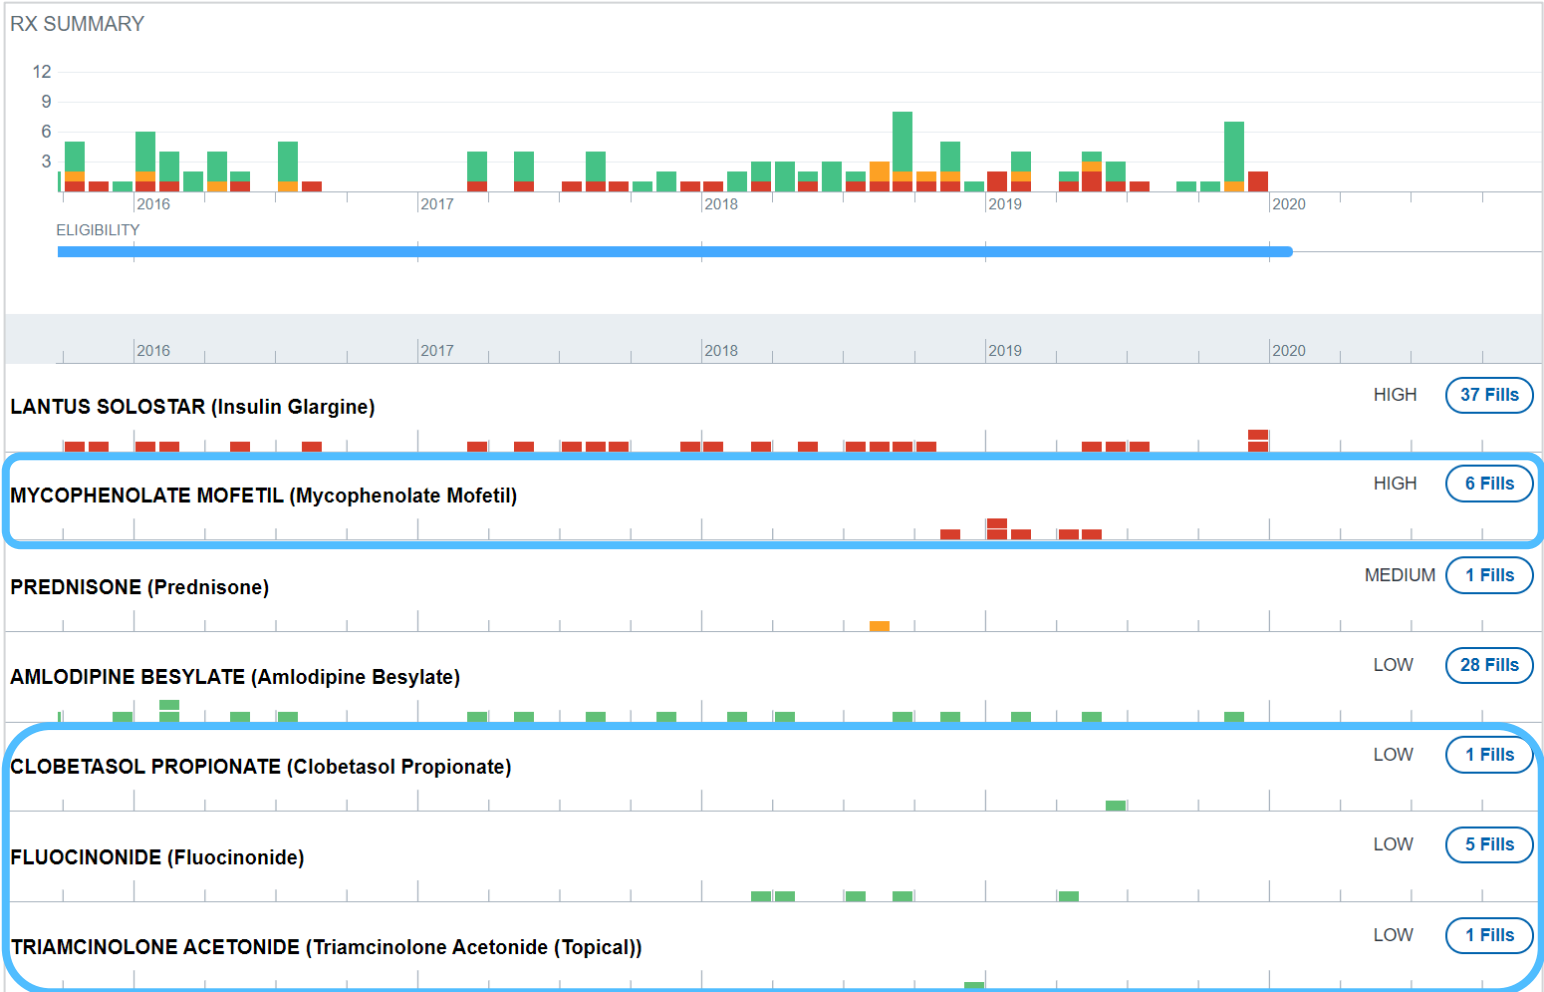 RX SUMMARY
12
9
6
3
2016 2017 2018 2019 2020
ELIGIBILITY
2016 2017 2018 2019 2020
LANTUS SOLOSTAR (Insulin Glargine) HIGH 37 Fills
MYCOPHENOLATE MOFETIL (Mycophenolate Mofetil) HIGH 6 Fills
PREDNISONE (Prednisone) MEDIUM 1 Fills
AMLODIPINE BESYLATE (Amlodipine Besylate) LOW 28 Fills
CLOBETASOL PROPIONATE (Clobetasol Propionate) LOW 1 Fills
FLUOCINONIDE (Fluocinonide) LOW 5 Fills
TRIAMCINOLONE ACETONIDE (Triamcinolone Acetonide (Topical)) LOW 1 Fills